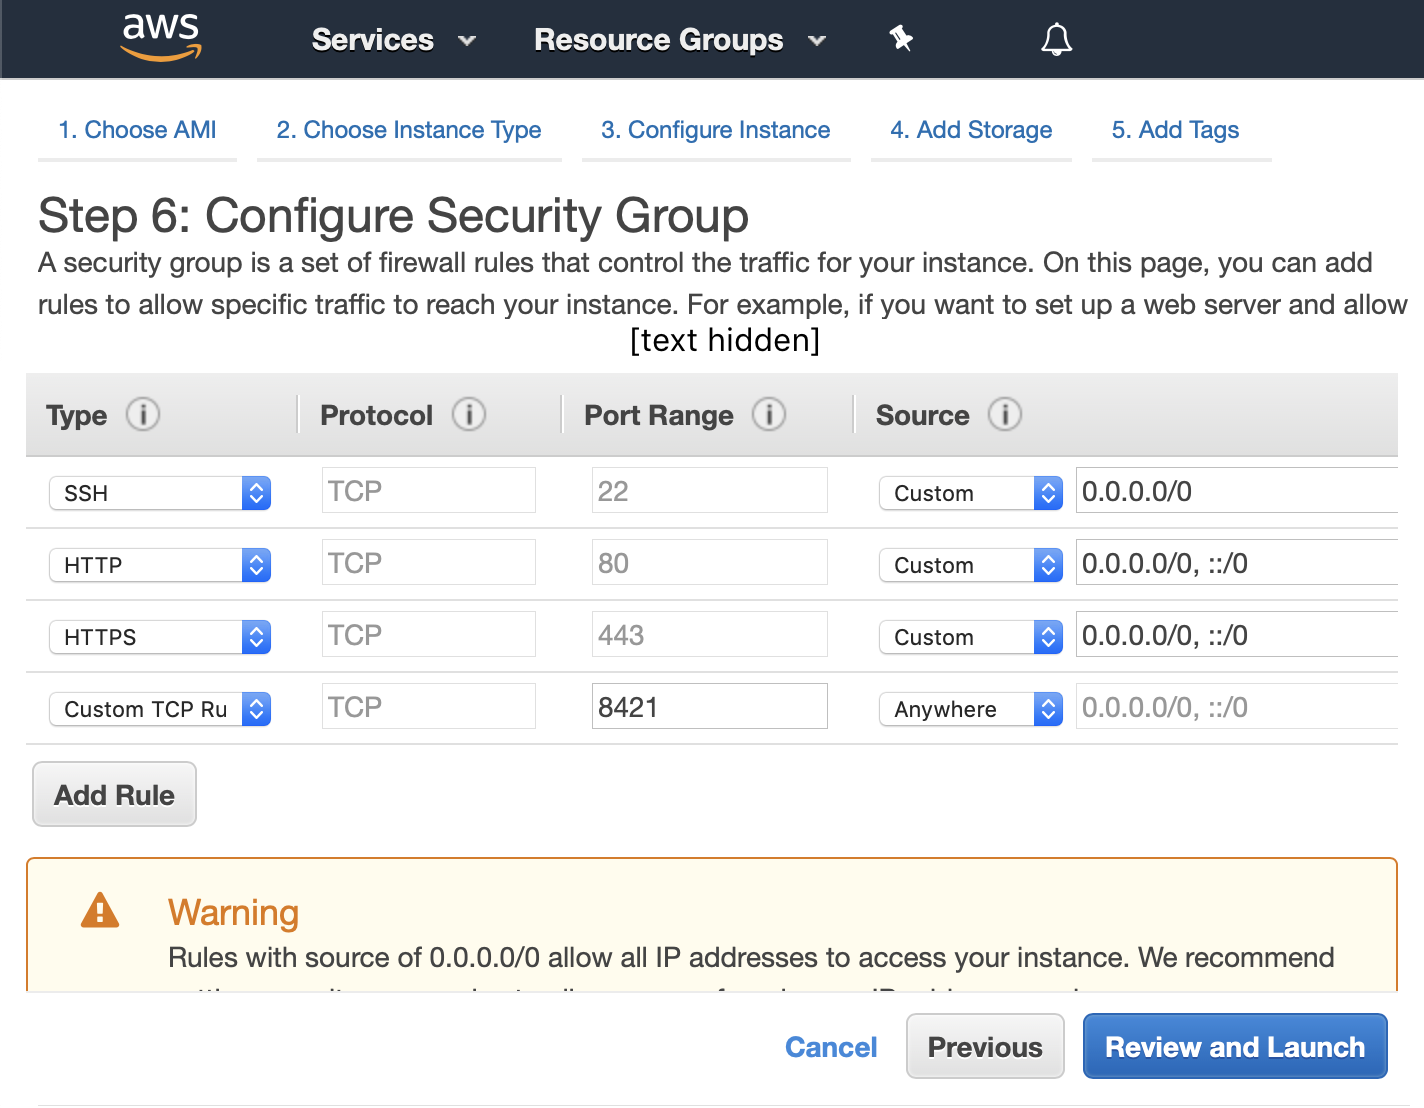 aws Services Resource Groups
1. Choose AMI 2. Choose Instance Type 3. Configure Instance 4. Add Storage 5. Add Tags
Step 6: Configure Security Group
A security group is a set of firewall rules that control the traffic for your instance. On this page, you can add
rules to allow specific traffic to reach your instance. For example, if you want to set up a web server and allow
[text hidden]
Type Protocol Port Range Source
SSH TCP 22 Custom 0.0.0.0/0
HTTP TCP 80 Custom 0.0.0.0/0, ::/0
HTTPS TCP 443 Custom 0.0.0.0/0, ::/0
Custom TCP Ru TCP 8421 Anywhere 0.0.0.0/0, ::/0
Add Rule
Warning
Rules with source of 0.0.0.0/0 allow all IP addresses to access your instance. We recommend
Cancel Previous Review and Launch